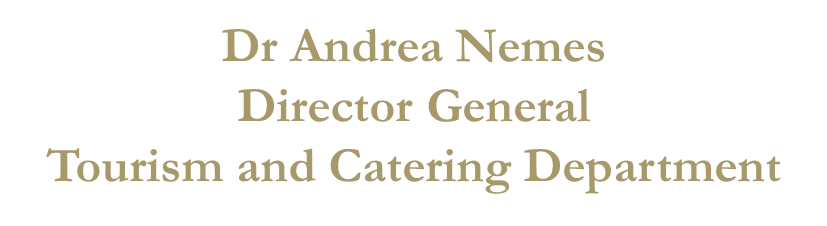 Dr Andrea Nemes
Director General
Tourism and Catering Department